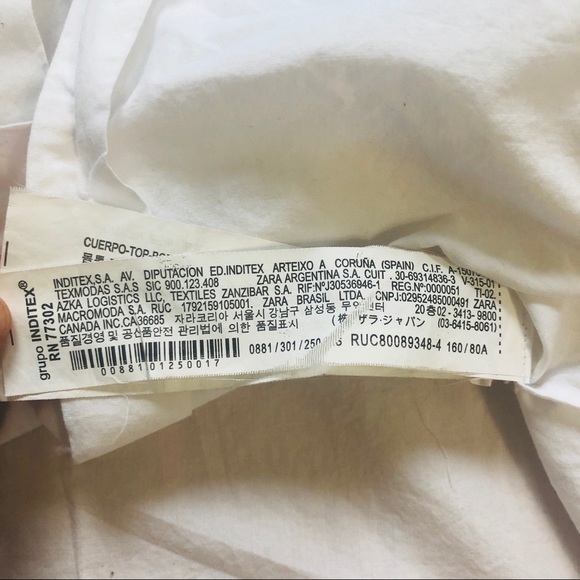 CUERPO-TOP-
grupo INDITEX®
RN 77302
INDITEX,S.A. AV. DIPUTACION ED.INDITEX ARTEIXO A CORUÑA (SPAIN) C.I.F.
TEXMODAS S.A.S SIC 900.123.408 ZARA ARGENTINA S.A. CUIT . 30-69314836-3 V-315-01
AZKA LOGISTICS LLC, TEXTILES ZANZIBAR S.A. RIF:NºJ30536946-1 REG.Nº:0000051 TI-02
MACROMODA S.A. RUC 1792159105001. ZARA BRASIL LTDA. CNPJ:02952485000491 ZARA
CANADA INC.CA36685 자라코리아 서울시 강남구 삼성동 20층02- 3413- 9800
품질경영 및 공산품안전 관리법에 의한 품질표시 (株) ザラ・ジャパン (03-6415-8061)
0881/301/250 RUC80089348-4 160/80A
00881301250017